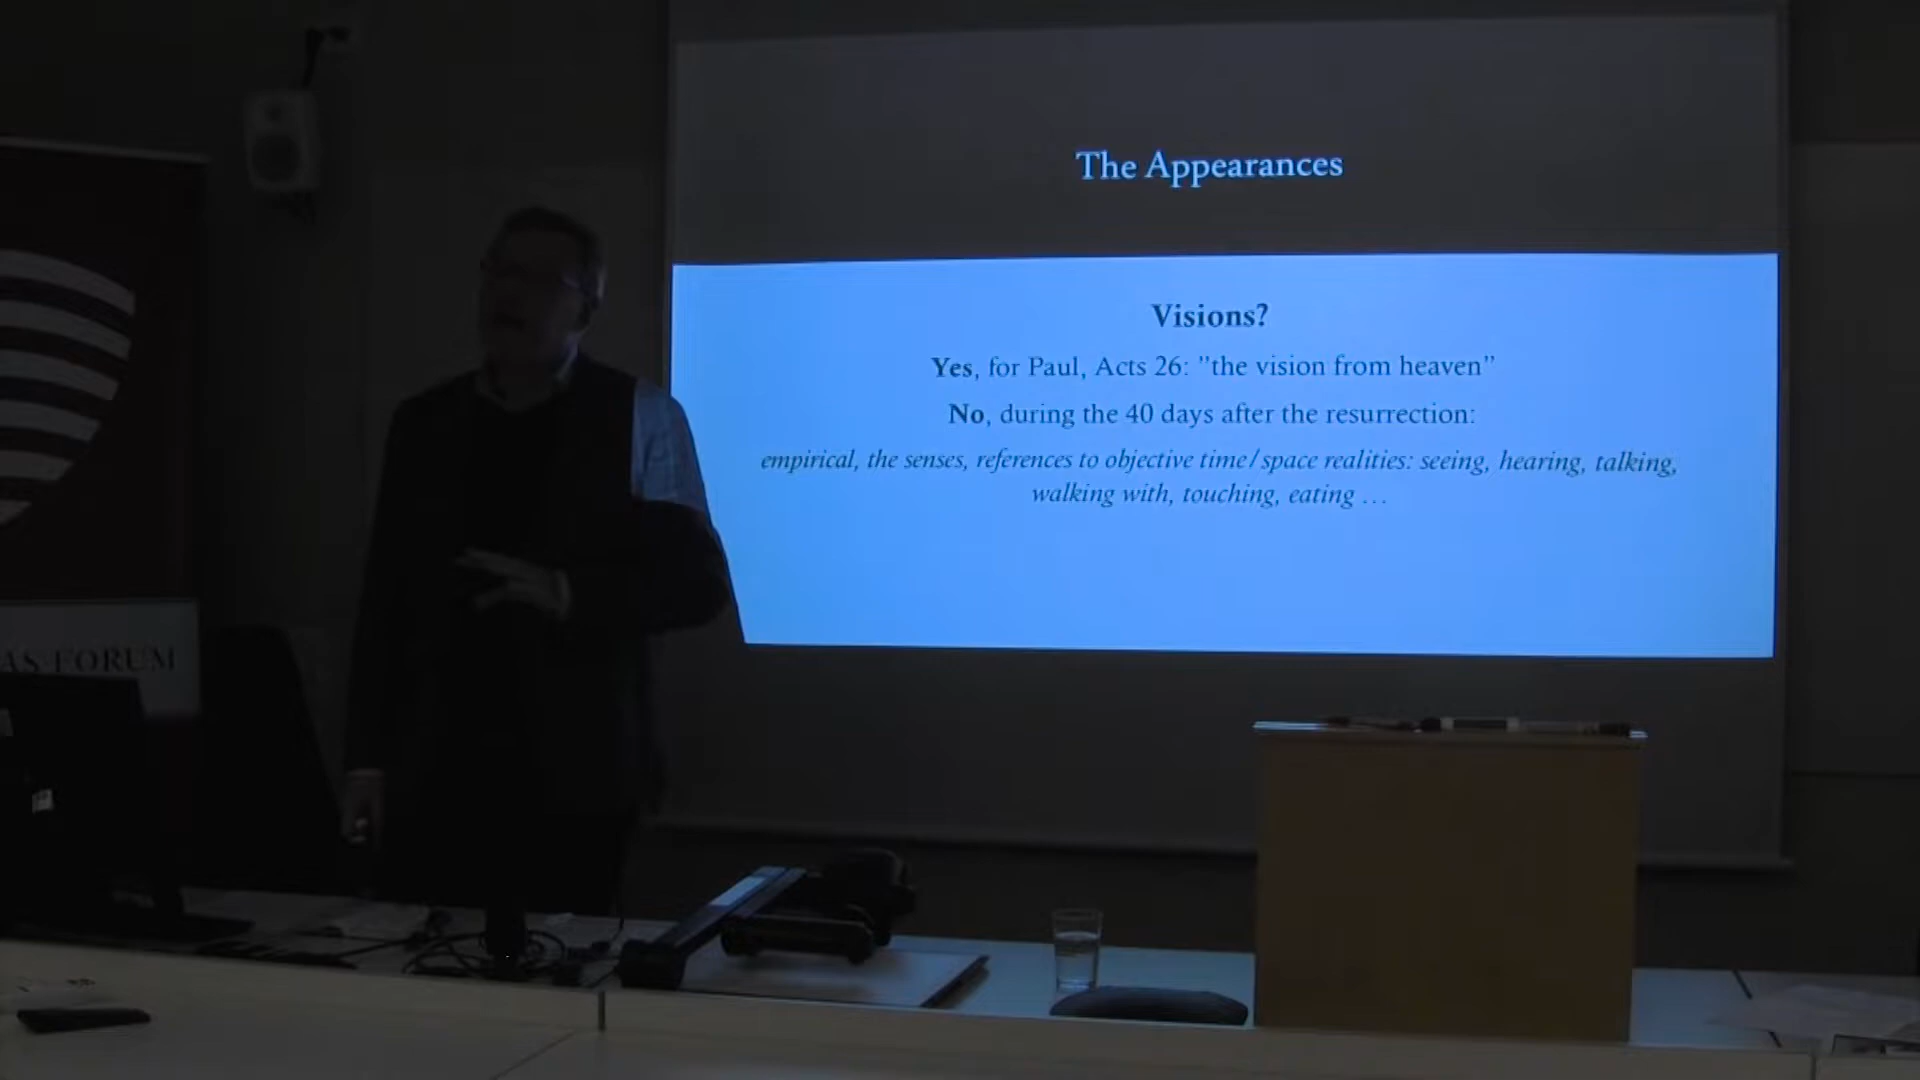 The Appearances
Visions?
Yes, for Paul, Acts 26: "the vision from heaven"
No, during the 40 days after the resurrection:
empirical, the senses, references to objective time/space realities: seeing, hearing, talking,
walking with, touching, eating …
AS FORUM